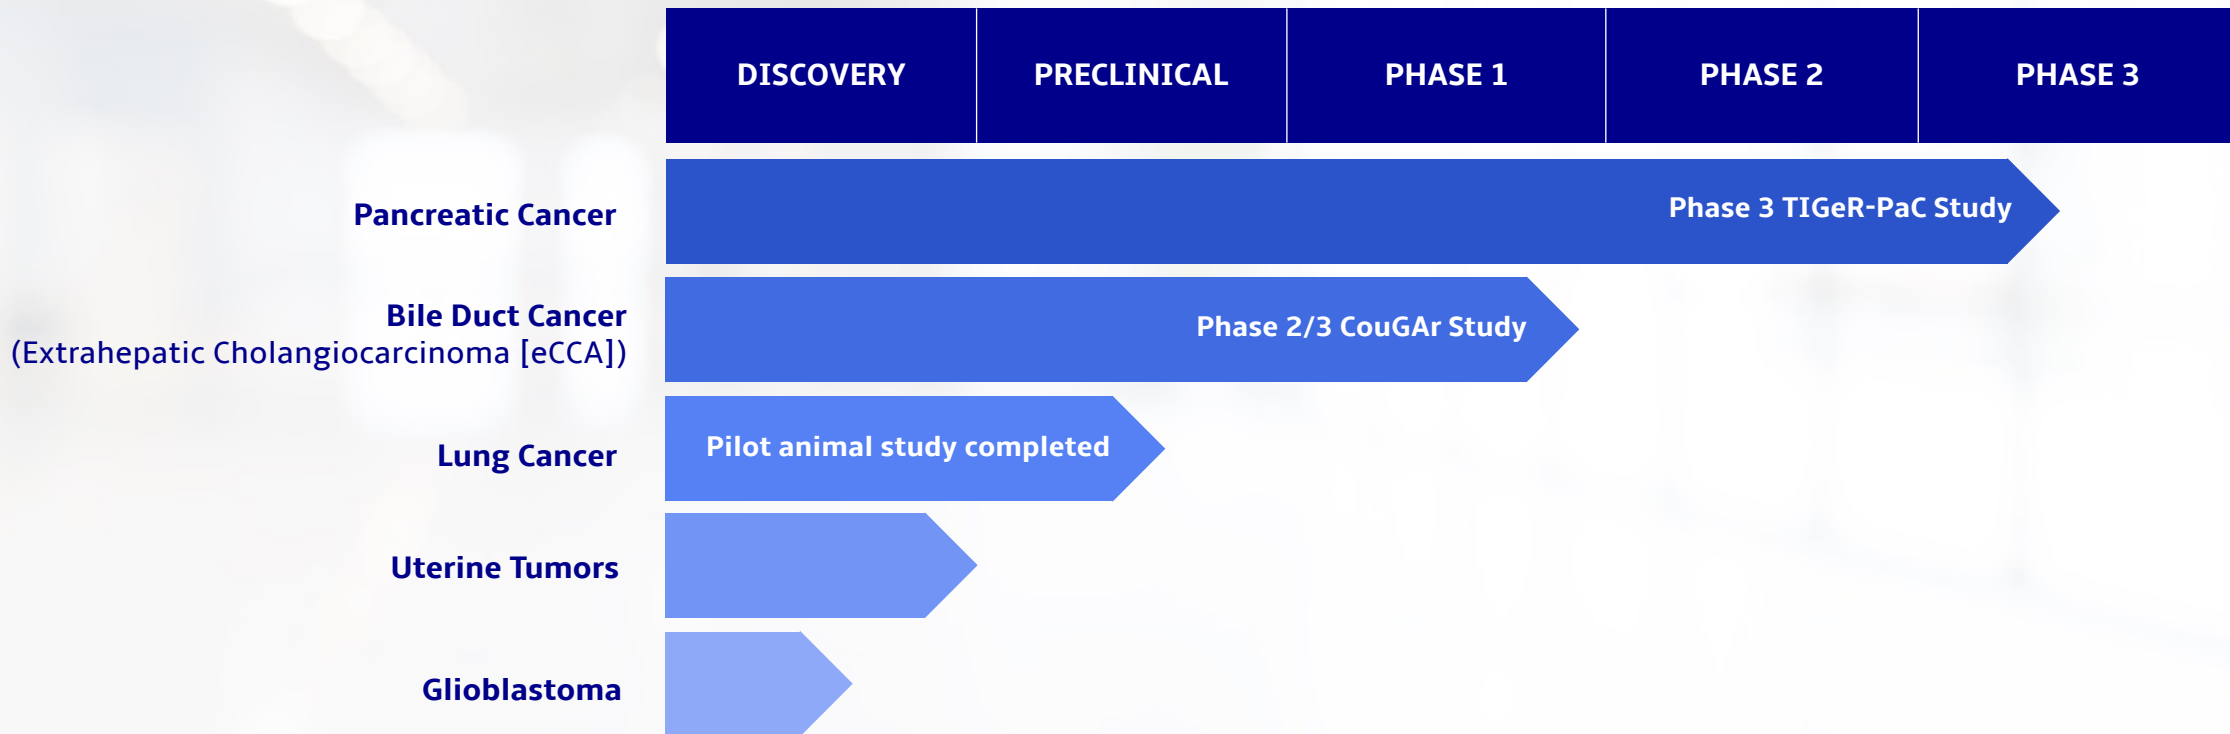 DISCOVERY PRECLINICAL PHASE 1 PHASE 2 PHASE 3
Pancreatic Cancer
Phase 3 TIGeR-PaC Study
Bile Duct Cancer
(Extrahepatic Cholangiocarcinoma [eCCA])
Phase 2/3 CouGAr Study
Lung Cancer
Pilot animal study completed
Uterine Tumors
Glioblastoma